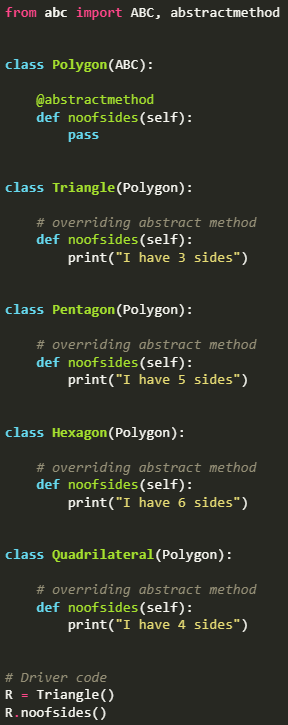 from abc import ABC, abstractmethod
class Polygon(ABC):
    @abstractmethod
    def noofsides(self):
        pass
class Triangle(Polygon):
    # overriding abstract method
    def noofsides(self):
        print("I have 3 sides")
class Pentagon(Polygon):
    # overriding abstract method
    def noofsides(self):
        print("I have 5 sides")
class Hexagon(Polygon):
    # overriding abstract method
    def noofsides(self):
        print("I have 6 sides")
class Quadrilateral(Polygon):
    # overriding abstract method
    def noofsides(self):
        print("I have 4 sides")
# Driver code
R = Triangle()
R.noofsides()